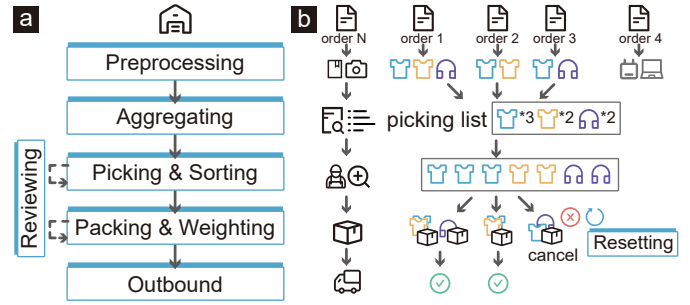 a
Preprocessing
Aggregating
Picking & Sorting
Packing & Weighting
Outbound
Reviewing
b
order N
order 1
order 2
order 3
order 4
picking list
*3
*2
*2
cancel
Resetting